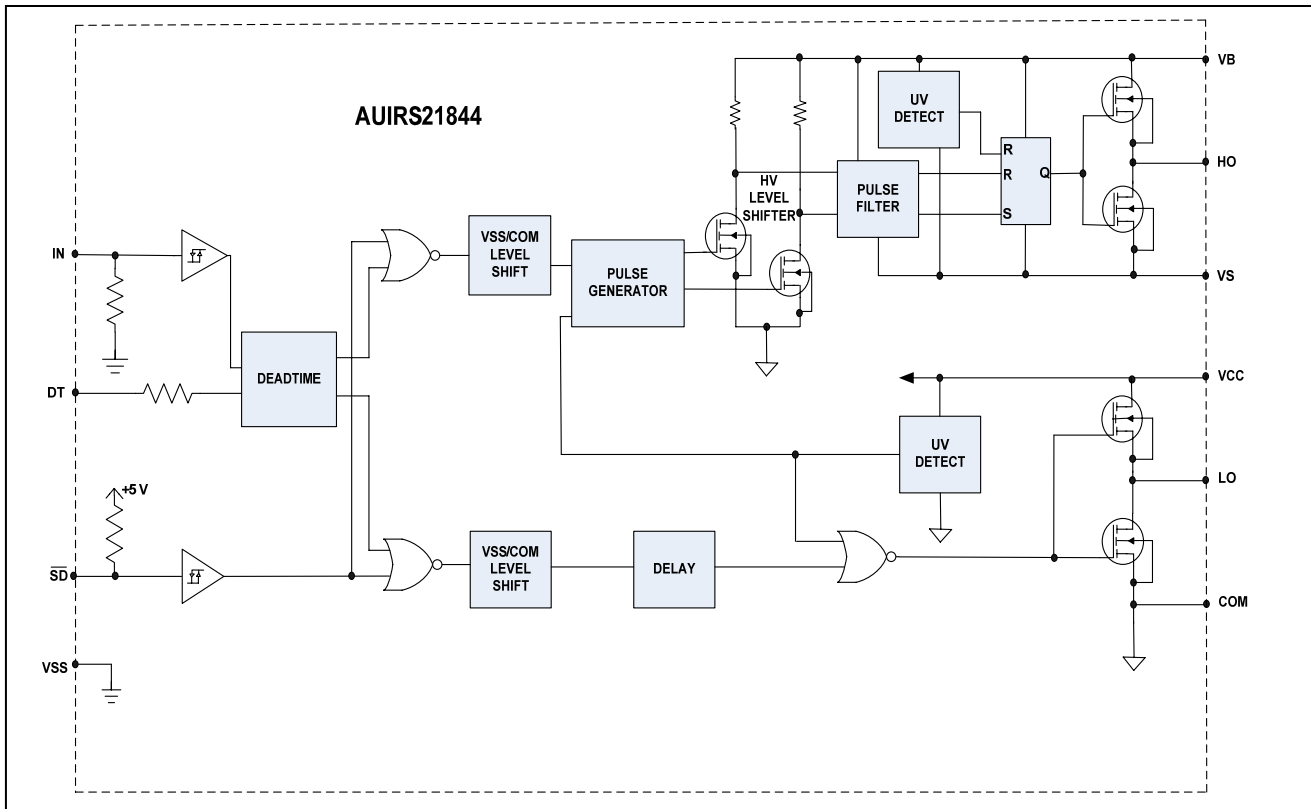 AUIRS21844
VB
UV
DETECT
R
R
S
Q
HO
HV
LEVEL
SHIFTER
PULSE
FILTER
IN
VSS/COM
LEVEL
SHIFT
PULSE
GENERATOR
VS
DEADTIME
DT
VCC
UV
DETECT
LO
+5 V
S̅D̅
VSS/COM
LEVEL
SHIFT
DELAY
COM
VSS